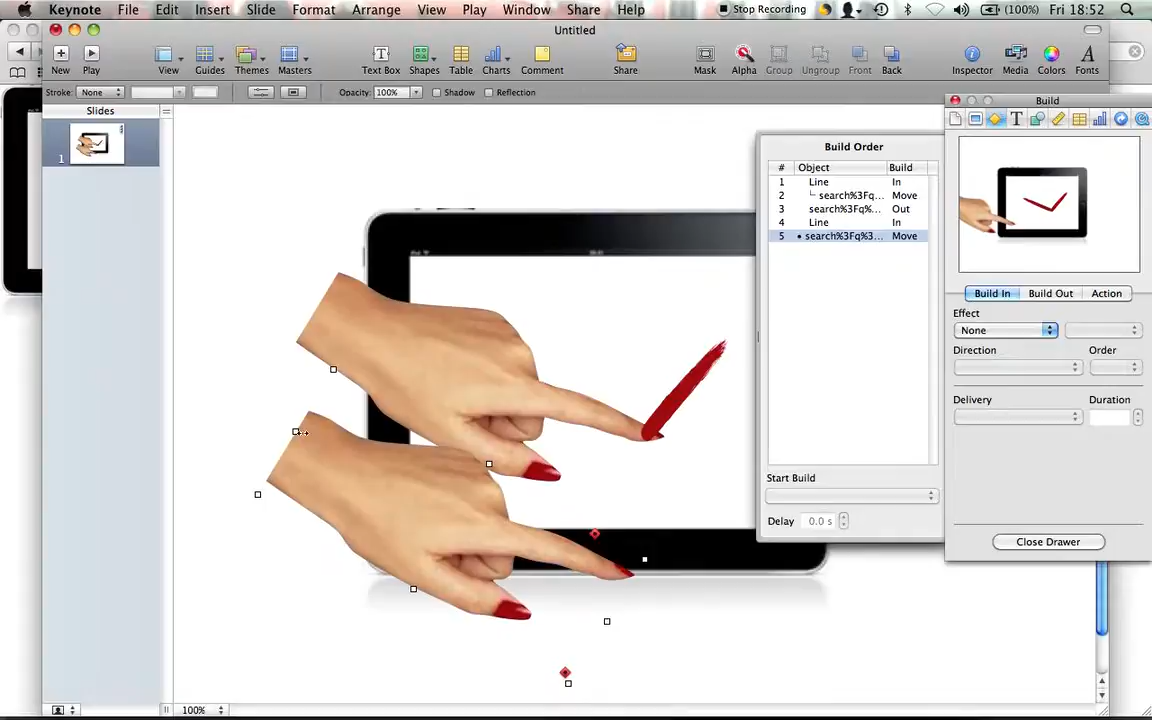 Keynote File Edit Insert Slide Format Arrange View Play Window Share Help Stop Recording (100%) Fri 18:52
Untitled
New Play View Guides Themes Masters Text Box Shapes Table Charts Comment Share Mask Alpha Group Ungroup Front Back Inspector Media Colors Fonts
Stroke: None Opacity: 100% Shadow Reflection
Slides
1
Build Order
# Object Build
1 Line In
2 search%3Fq... Move
3 search%3Fq%... Out
4 Line In
5 • search%3Fq%3... Move
Start Build
Delay 0.0 s
Build
Build In Build Out Action
Effect
None
Direction Order
Delivery Duration
Close Drawer
100%